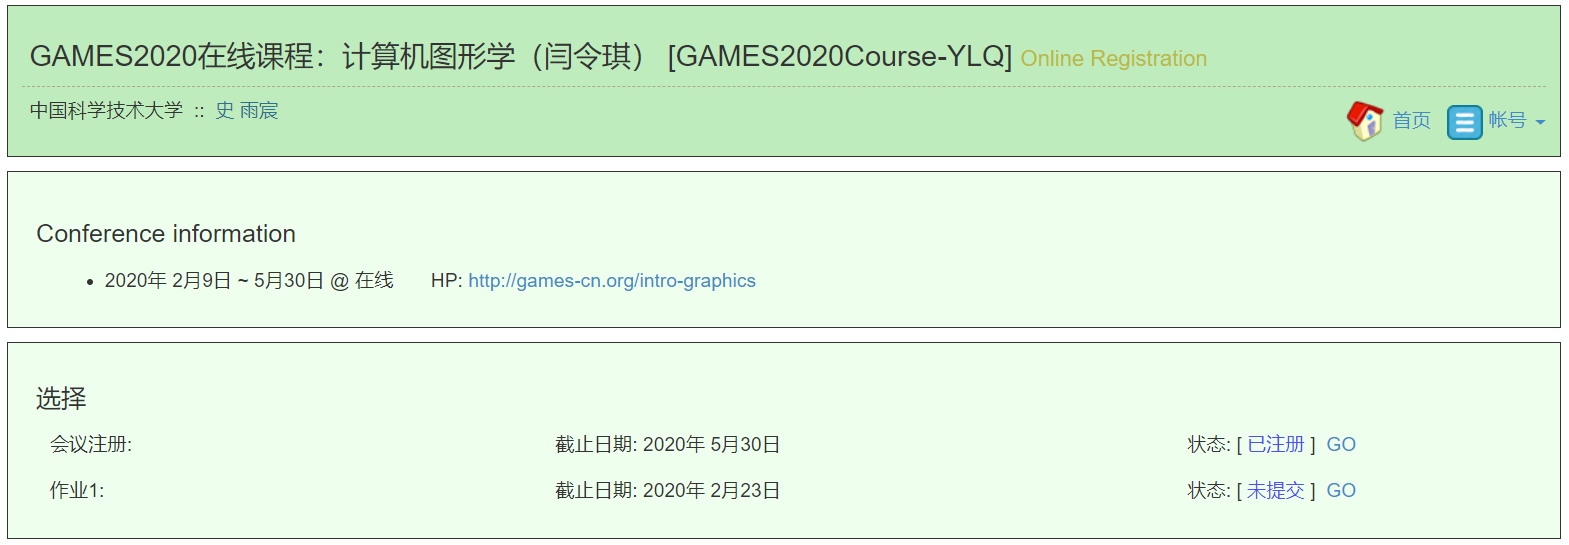 GAMES2020在线课程：计算机图形学（闫令琪） [GAMES2020Course-YLQ] Online Registration
中国科学技术大学 :: 史 雨宸
首页 帐号
Conference information
2020年 2月9日 ~ 5月30日 @ 在线 HP: http://games-cn.org/intro-graphics
选择
会议注册: 截止日期: 2020年 5月30日 状态: [ 已注册 ] GO
作业1: 截止日期: 2020年 2月23日 状态: [ 未提交 ] GO